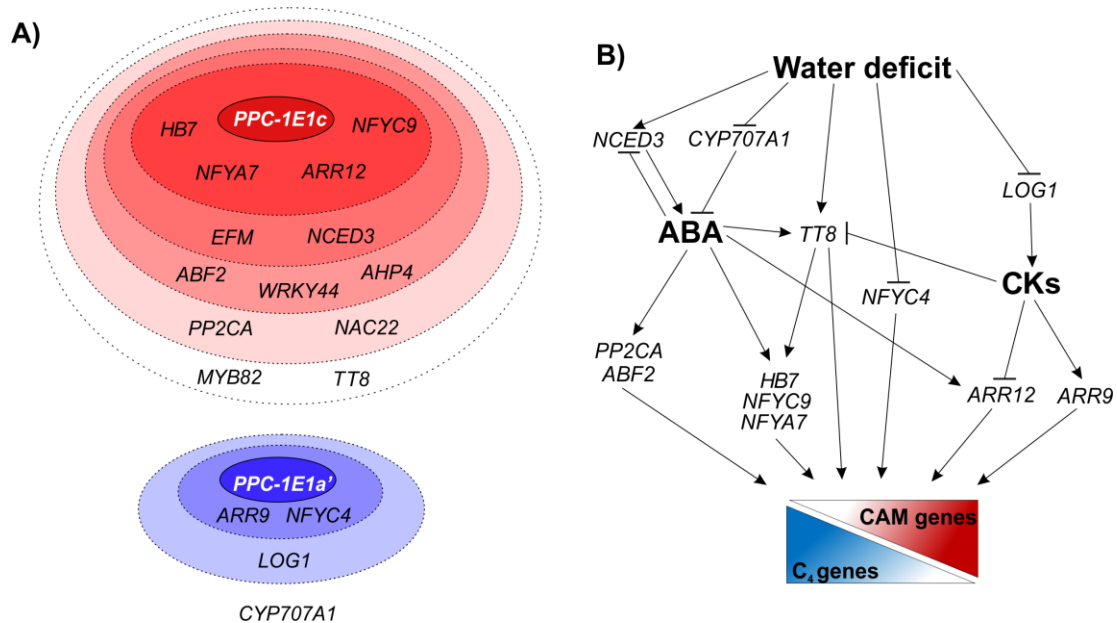 A)
PPC-1E1c
HB7
NFYC9
NFYA7
ARR12
EFM
NCED3
ABF2
WRKY44
AHP4
PP2CA
NAC22
MYB82
TT8
PPC-1E1a’
ARR9
NFYC4
LOG1
CYP707A1
B)
Water deficit
NCED3
CYP707A1
LOG1
ABA
TT8
NFYC4
CKs
PP2CA
ABF2
HB7
NFYC9
NFYA7
ARR12
ARR9
CAM genes
C4 genes